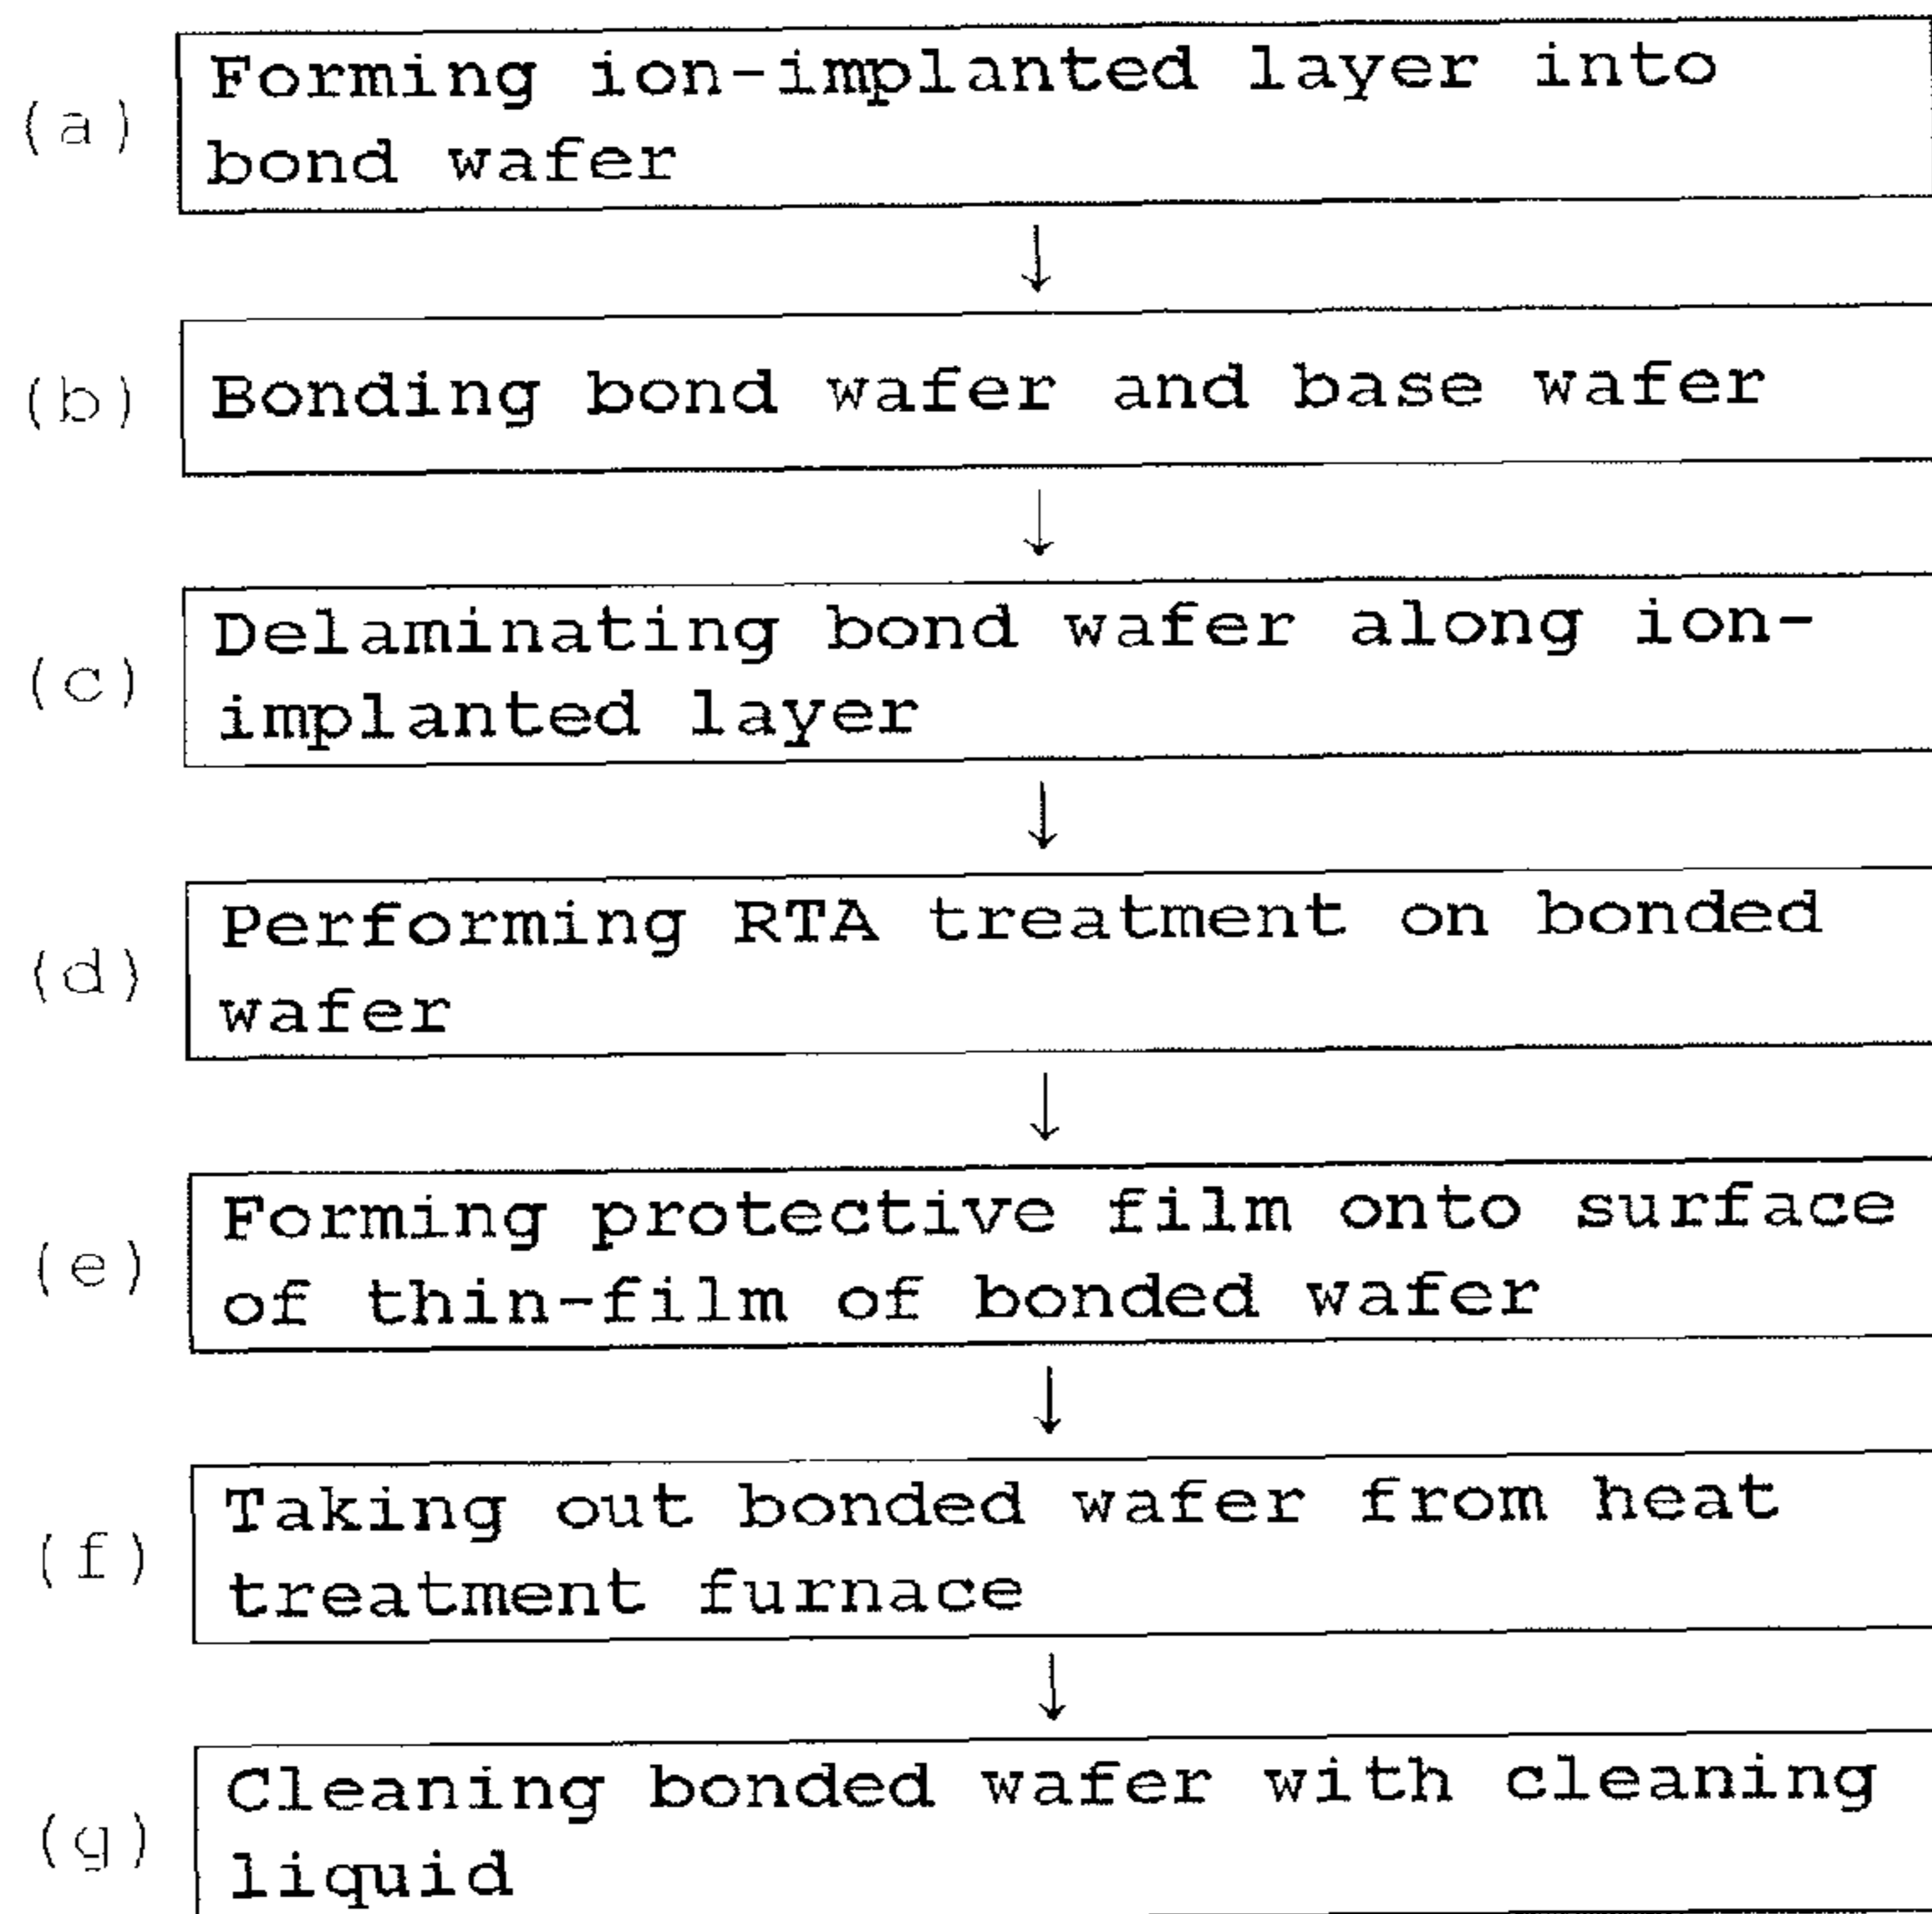 (a) Forming ion-implanted layer into
bond wafer
↓
(b) Bonding bond wafer and base wafer
↓
(c) Delaminating bond wafer along ion-
implanted layer
↓
(d) Performing RTA treatment on bonded
wafer
↓
(e) Forming protective film onto surface
of thin-film of bonded wafer
↓
(f) Taking out bonded wafer from heat
treatment furnace
↓
(g) Cleaning bonded wafer with cleaning
liquid